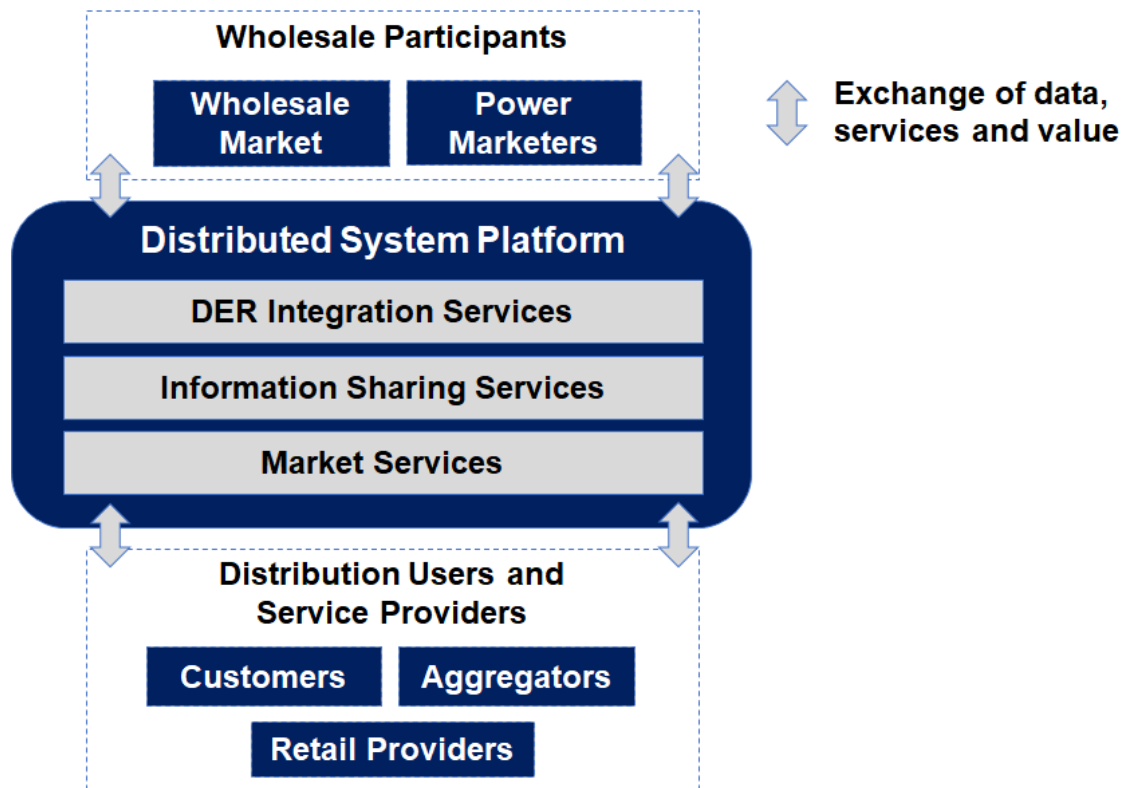 Wholesale Participants
Wholesale
Market
Power
Marketers
Exchange of data,
services and value
Distributed System Platform
DER Integration Services
Information Sharing Services
Market Services
Distribution Users and
Service Providers
Customers
Aggregators
Retail Providers